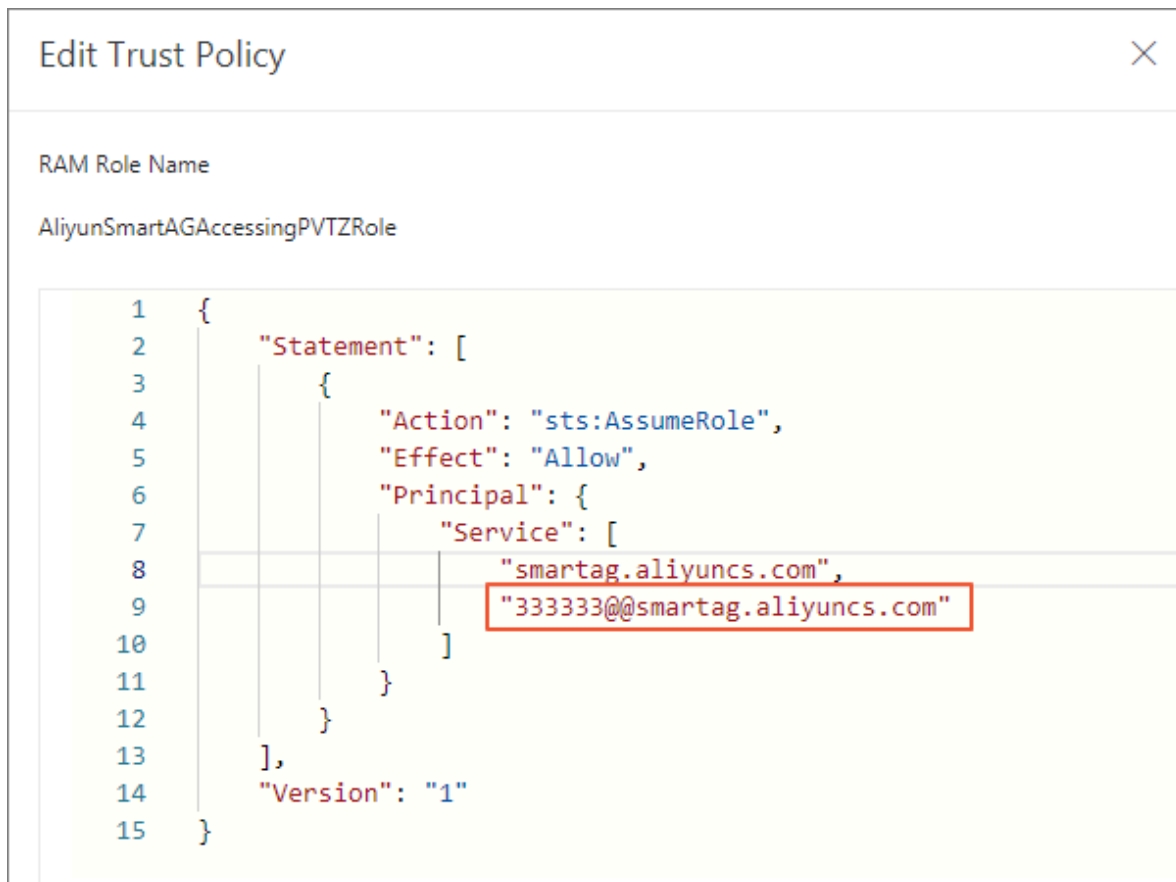 Edit Trust Policy
RAM Role Name
AliyunSmartAGAccessingPVTZRole
1 {
2 "Statement": [
3 {
4 "Action": "sts:AssumeRole",
5 "Effect": "Allow",
6 "Principal": {
7 "Service": [
8 "smartag.aliyuncs.com",
9 "333333@@smartag.aliyuncs.com"
10 ]
11 }
12 }
13 ],
14 "Version": "1"
15 }